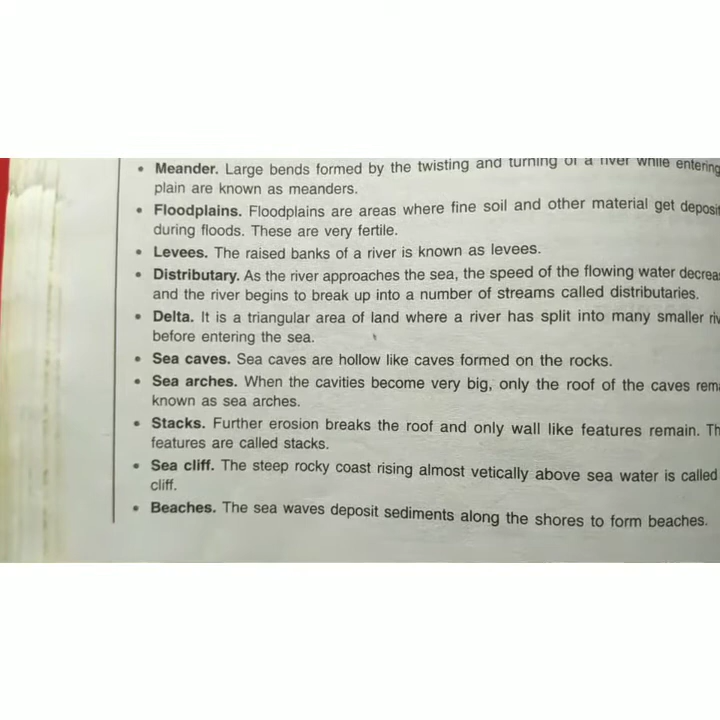 • Meander. Large bends formed by the twisting and turning of a river while entering
plain are known as meanders.
• Floodplains. Floodplains are areas where fine soil and other material get deposit
during floods. These are very fertile.
• Levees. The raised banks of a river is known as levees.
• Distributary. As the river approaches the sea, the speed of the flowing water decreas
and the river begins to break up into a number of streams called distributaries.
• Delta. It is a triangular area of land where a river has split into many smaller riv
before entering the sea.
• Sea caves. Sea caves are hollow like caves formed on the rocks.
• Sea arches. When the cavities become very big, only the roof of the caves rema
known as sea arches.
• Stacks. Further erosion breaks the roof and only wall like features remain. Th
features are called stacks.
• Sea cliff. The steep rocky coast rising almost vetically above sea water is called
cliff.
• Beaches. The sea waves deposit sediments along the shores to form beaches.